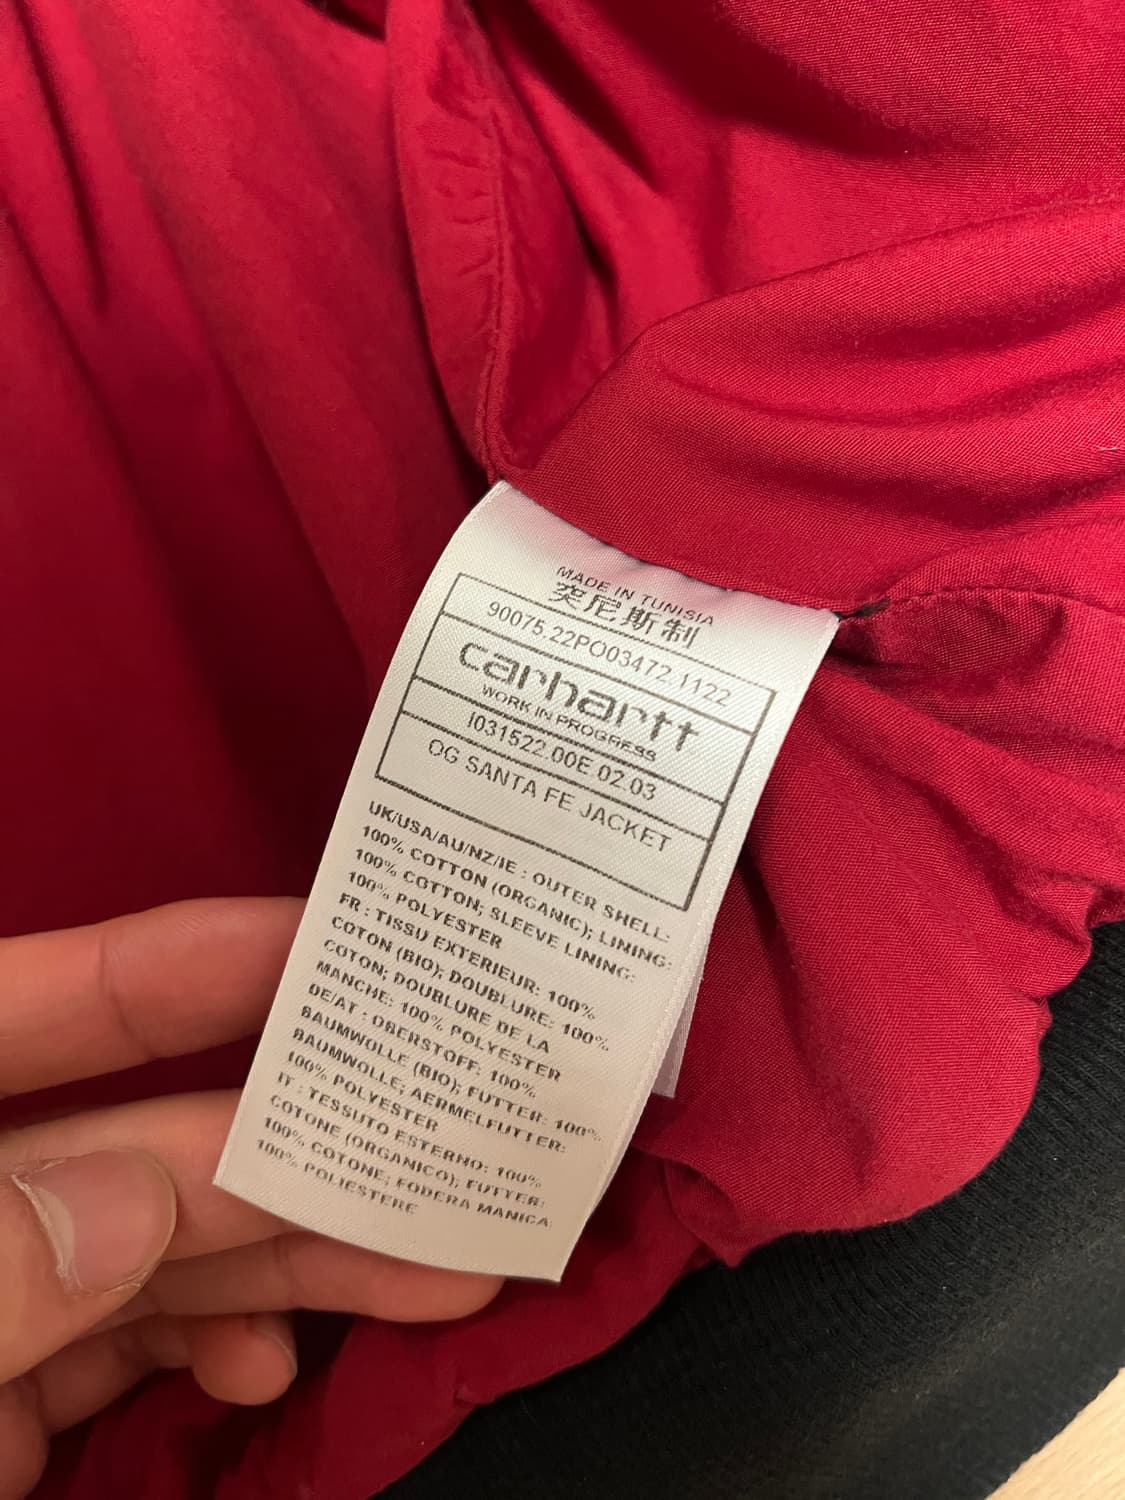 MADE IN TUNISIA
突尼斯制
90075.22PO03472.1122
carhartt
WORK IN PROGRESS
I031522.00E.02.03
OG SANTA FE JACKET
UK/USA/AU/NZ/IE : OUTER SHELL:
100% COTTON (ORGANIC); LINING:
100% COTTON; SLEEVE LINING:
100% POLYESTER
FR : TISSU EXTERIEUR: 100%
COTON (BIO); DOUBLURE: 100%
COTON; DOUBLURE DE LA
MANCHE: 100% POLYESTER
DE/AT : OBERSTOFF: 100%
BAUMWOLLE (BIO); FUTTER: 100%
BAUMWOLLE; AERMELFUTTER:
100% POLYESTER
IT : TESSUTO ESTERNO: 100%
COTONE (ORGANICO); FUTTER:
100% COTONE; FODERA MANICA:
100% POLIESTERE